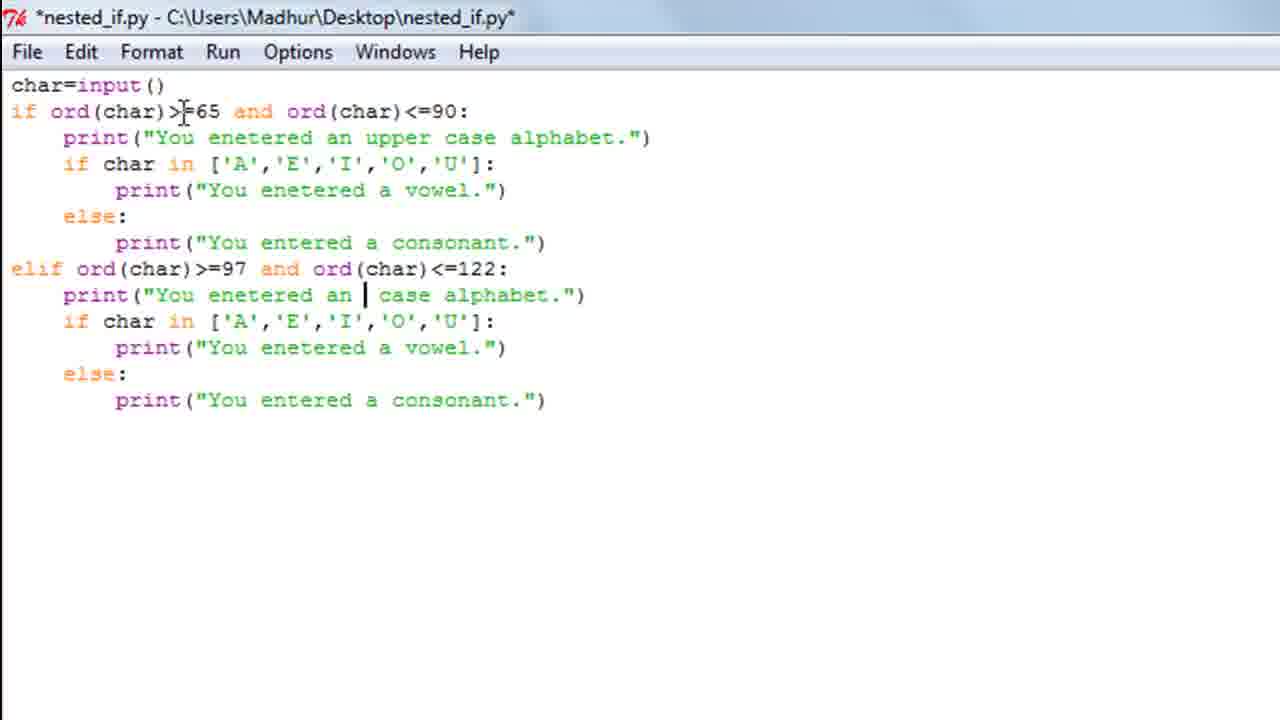 *nested_if.py - C:\Users\Madhur\Desktop\nested_if.py*
File Edit Format Run Options Windows Help
char=input()
if ord(char)>=65 and ord(char)<=90:
    print("You enetered an upper case alphabet.")
    if char in ['A','E','I','O','U']:
        print("You enetered a vowel.")
    else:
        print("You entered a consonant.")
elif ord(char)>=97 and ord(char)<=122:
    print("You enetered an  case alphabet.")
    if char in ['A','E','I','O','U']:
        print("You enetered a vowel.")
    else:
        print("You entered a consonant.")